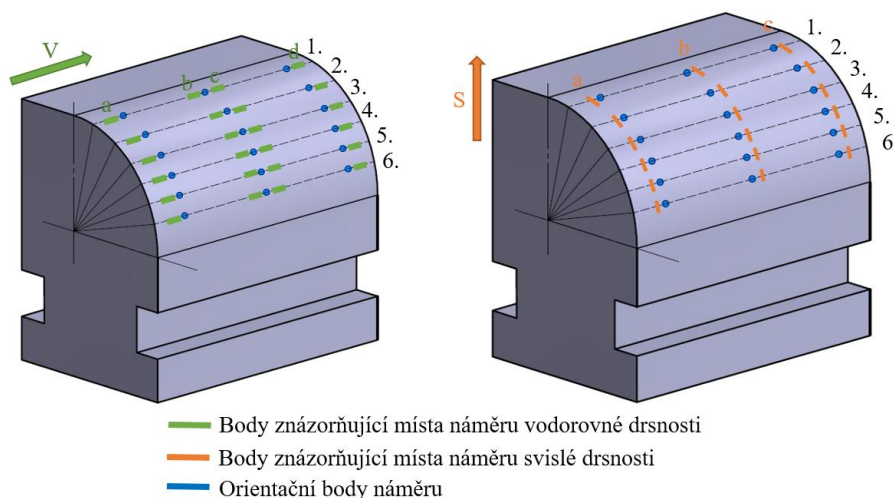 V
a
b
c
d
1.
2.
3.
4.
5.
6.
S
a
b
c
1.
2.
3.
4.
5.
6
Body znázorňující místa náměru vodorovné drsnosti
Body znázorňující místa náměru svislé drsnosti
Orientační body náměru